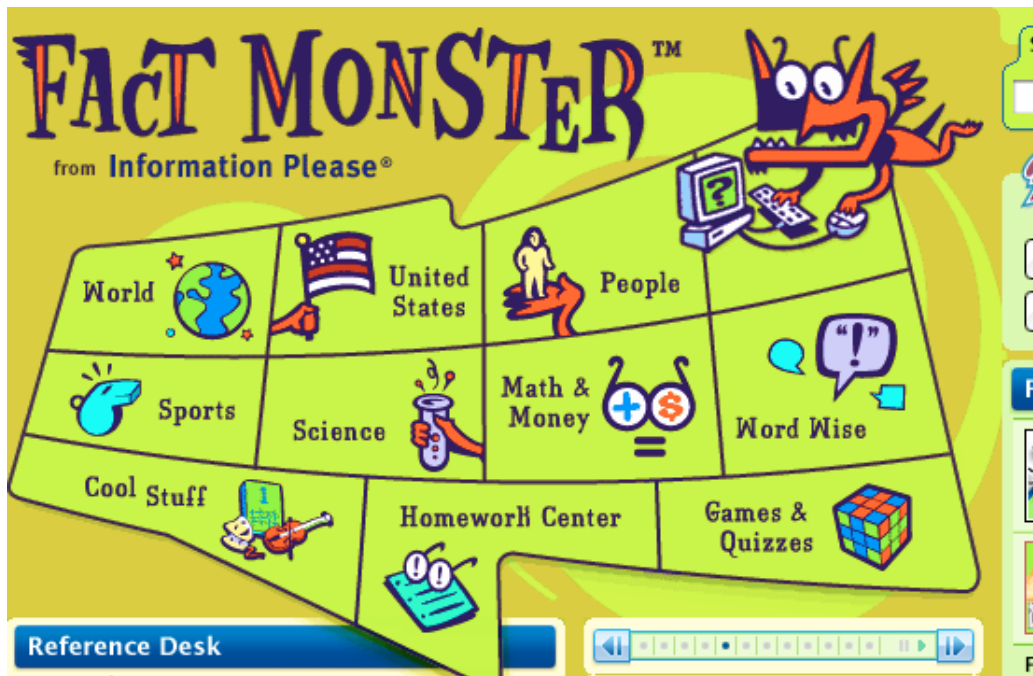 FACT MONSTER™
from Information Please®
World
United
States
People
Sports
Science
Math &
Money
Word Wise
“!”
Cool Stuff
1
Homework Center
Games &
Quizzes
?
+
$
=
!
!
Reference Desk